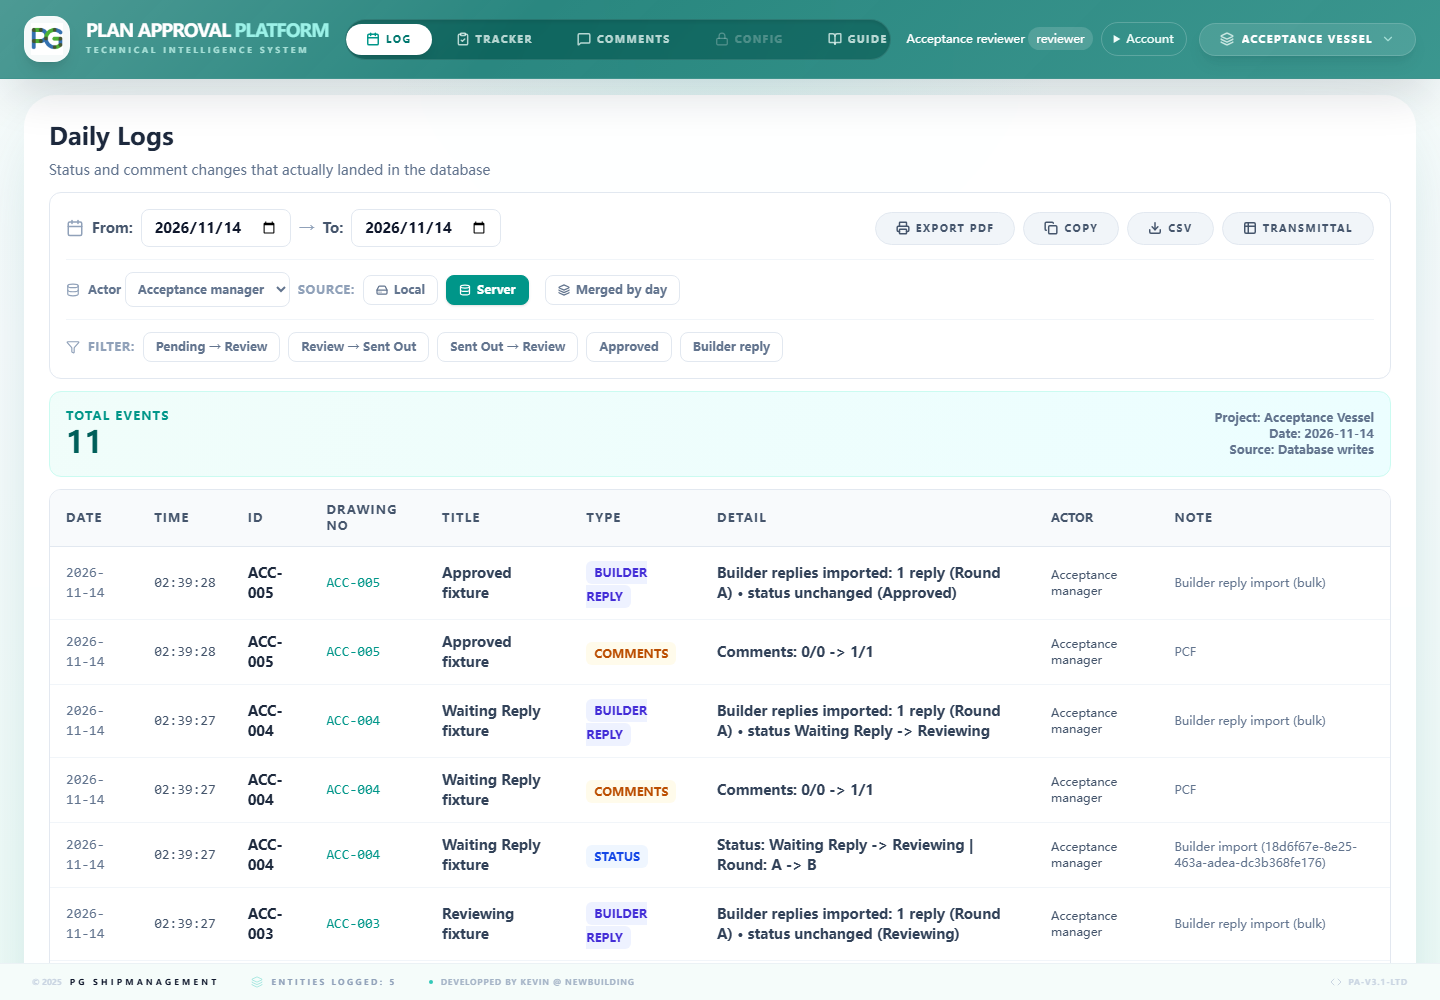 PG PLAN APPROVAL PLATFORM
TECHNICAL INTELLIGENCE SYSTEM
LOG TRACKER COMMENTS CONFIG GUIDE
Acceptance reviewer reviewer Account ACCEPTANCE VESSEL
Daily Logs
Status and comment changes that actually landed in the database
From: 2026/11/14 → To: 2026/11/14 EXPORT PDF COPY CSV TRANSMITTAL
Actor Acceptance manager SOURCE: Local Server Merged by day
FILTER: Pending → Review Review → Sent Out Sent Out → Review Approved Builder reply
TOTAL EVENTS
11
Project: Acceptance Vessel
Date: 2026-11-14
Source: Database writes
DATE TIME ID DRAWING NO TITLE TYPE DETAIL ACTOR NOTE
2026-11-14 02:39:28 ACC-005 ACC-005 Approved fixture BUILDER REPLY Builder replies imported: 1 reply (Round A) • status unchanged (Approved) Acceptance manager Builder reply import (bulk)
2026-11-14 02:39:28 ACC-005 ACC-005 Approved fixture COMMENTS Comments: 0/0 -> 1/1 Acceptance manager PCF
2026-11-14 02:39:27 ACC-004 ACC-004 Waiting Reply fixture BUILDER REPLY Builder replies imported: 1 reply (Round A) • status Waiting Reply -> Reviewing Acceptance manager Builder reply import (bulk)
2026-11-14 02:39:27 ACC-004 ACC-004 Waiting Reply fixture COMMENTS Comments: 0/0 -> 1/1 Acceptance manager PCF
2026-11-14 02:39:27 ACC-004 ACC-004 Waiting Reply fixture STATUS Status: Waiting Reply -> Reviewing | Round: A -> B Acceptance manager Builder import (18d6f67e-8e25-463a-adea-dc3b368fe176)
2026-11-14 02:39:27 ACC-003 ACC-003 Reviewing fixture BUILDER REPLY Builder replies imported: 1 reply (Round A) • status unchanged (Reviewing) Acceptance manager Builder reply import (bulk)
© 2025 PG SHIPMANAGEMENT ENTITIES LOGGED: 5 • DEVELOPPED BY KEVIN @ NEWBUILDING PA-V3.1-LTD